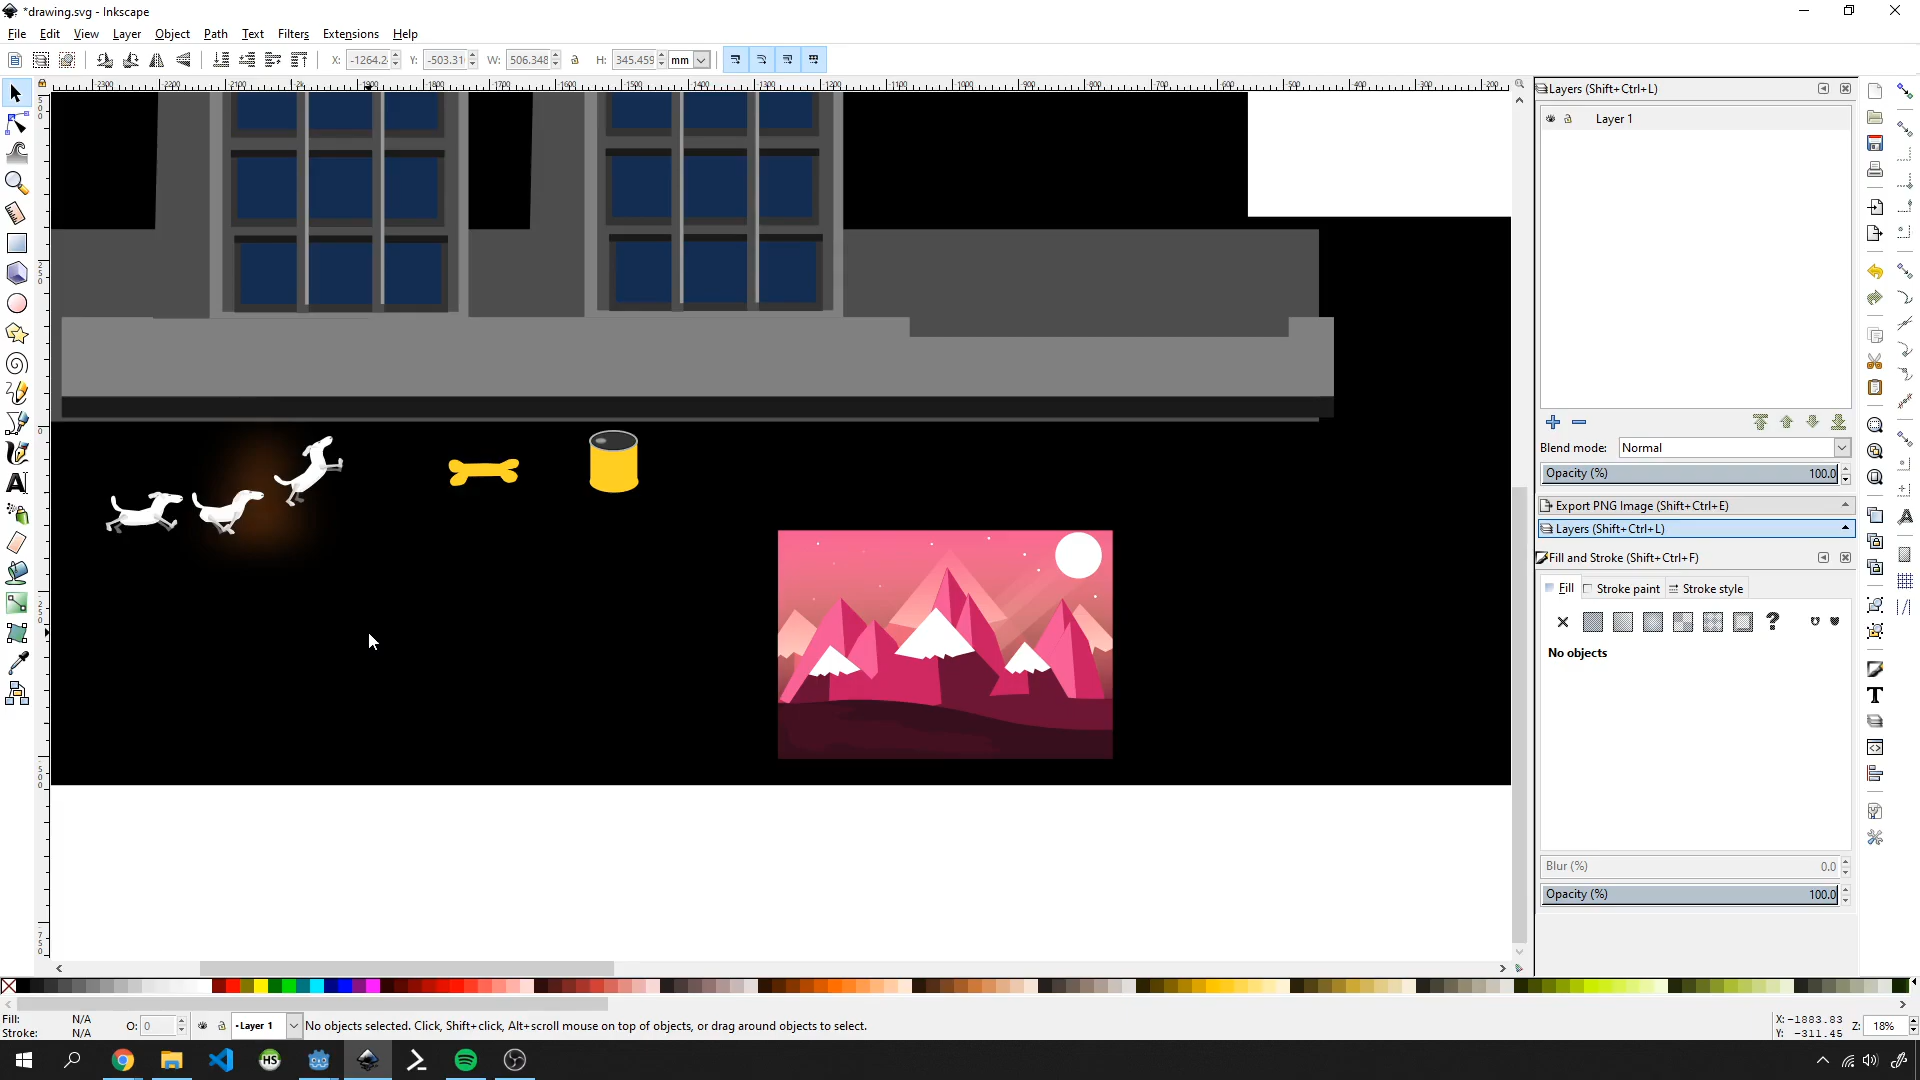 *drawing.svg - Inkscape
File Edit View Layer Object Path Text Filters Extensions Help
X: -1264.2 Y: -503.31 W: 506.348 H: 345.459 mm
Layers (Shift+Ctrl+L)
Layer 1
Blend mode: Normal
Opacity (%) 100.0
Export PNG Image (Shift+Ctrl+E)
Layers (Shift+Ctrl+L)
Fill and Stroke (Shift+Ctrl+F)
Fill Stroke paint Stroke style
No objects
Blur (%) 0.0
Opacity (%) 100.0
Fill: N/A
Stroke: N/A
O: 0
Layer 1
No objects selected. Click, Shift+click, Alt+scroll mouse on top of objects, or drag around objects to select.
X:-1883.83
Y: -311.45
Z: 18%
HS